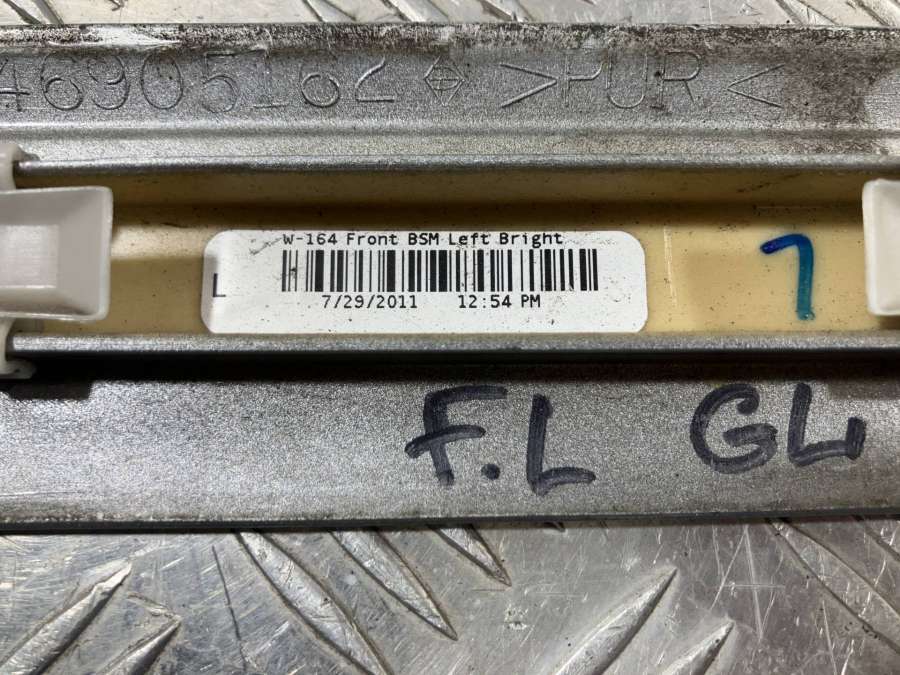 46905162 >PUR<
W-164 Front BSM Left Bright
L
7/29/2011 12:54 PM
7
F.L GL